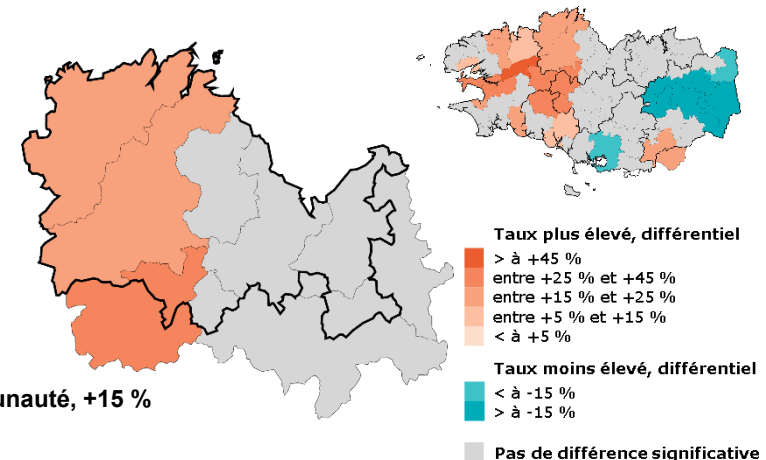 Taux plus élevé, différentiel
> à +45 %
entre +25 % et +45 %
entre +15 % et +25 %
entre +5 % et +15 %
< à +5 %
Taux moins élevé, différentiel
< à -15 %
> à -15 %
Pas de différence significative
unauté, +15 %